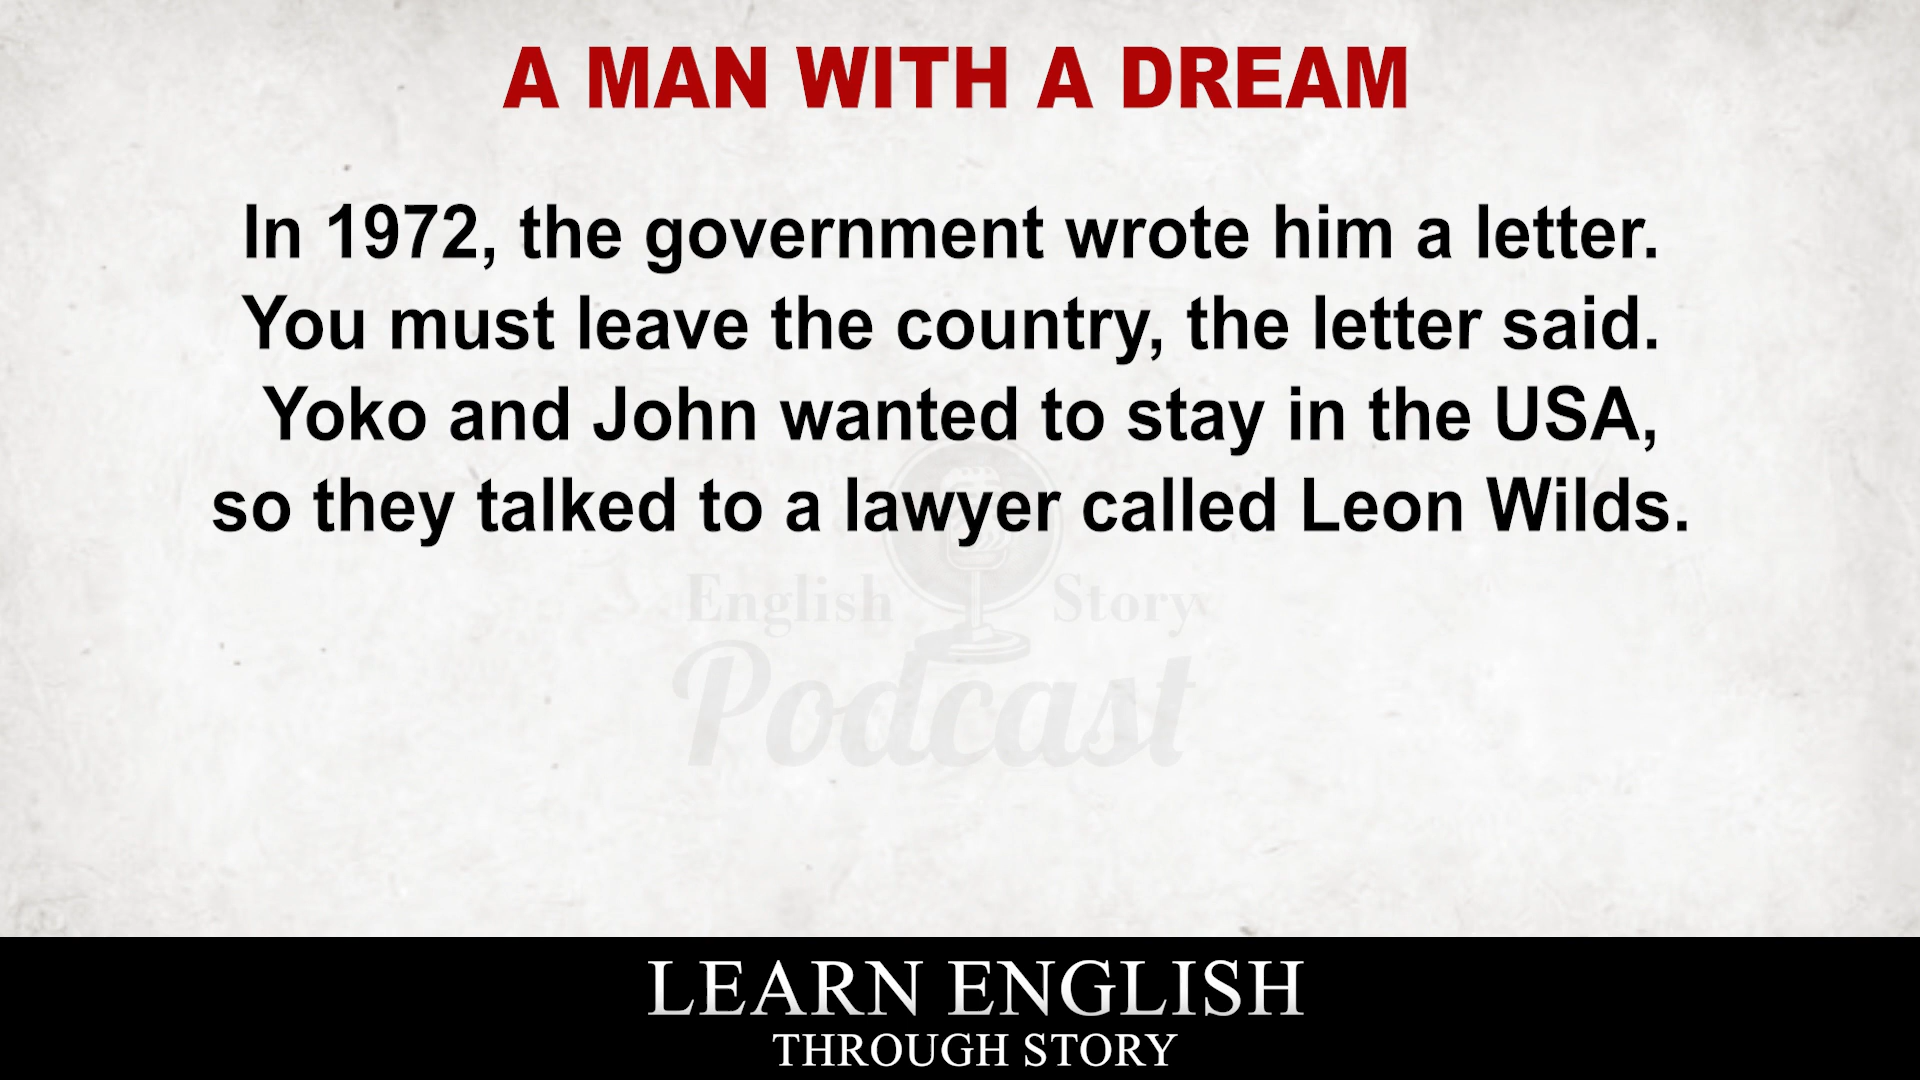 A MAN WITH A DREAM
In 1972, the government wrote him a letter.
You must leave the country, the letter said.
Yoko and John wanted to stay in the USA,
so they talked to a lawyer called Leon Wilds.
English Story
Podcast
LEARN ENGLISH
THROUGH STORY